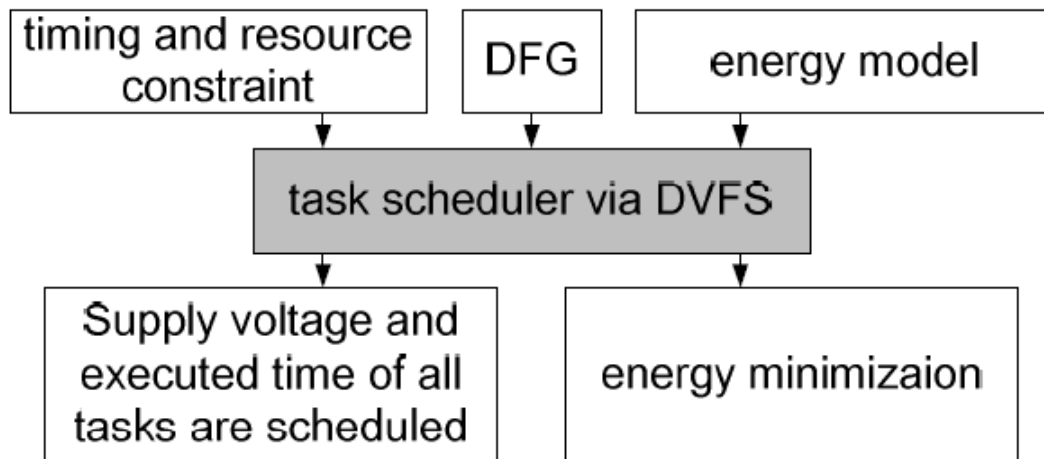 timing and resource
constraint
DFG
energy model
task scheduler via DVFS
Supply voltage and
executed time of all
tasks are scheduled
energy minimizaion